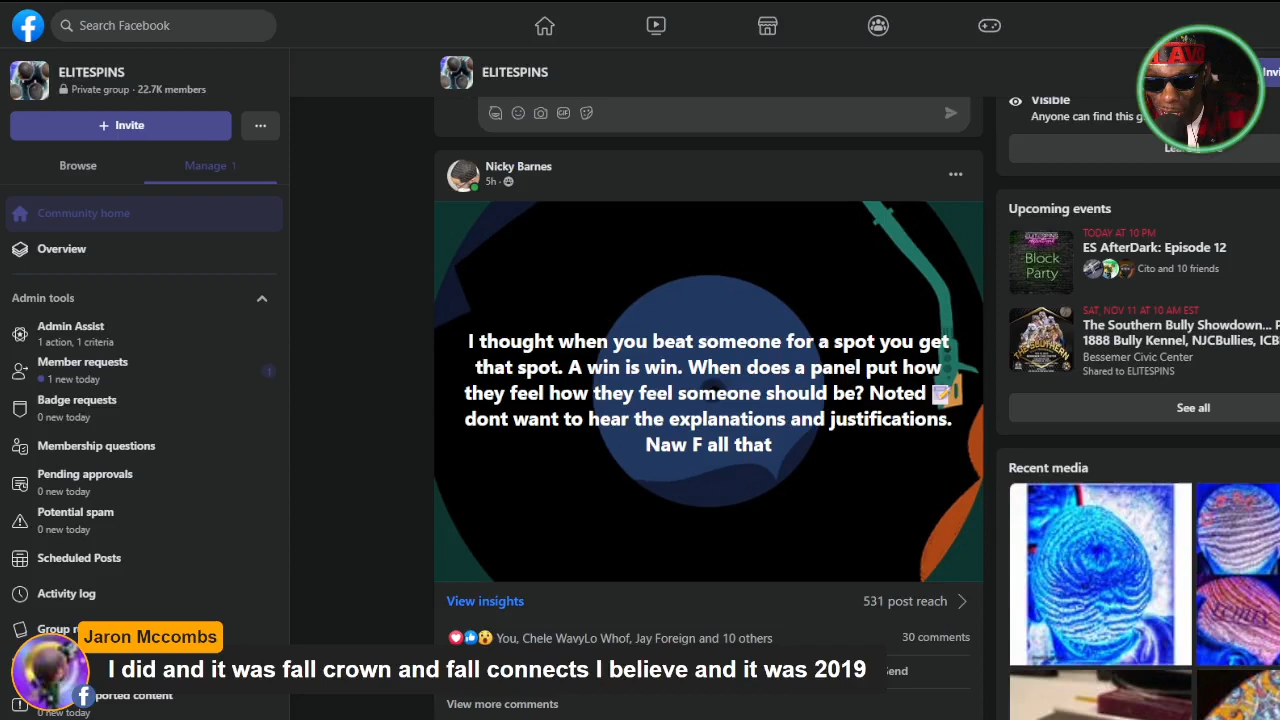 Search Facebook
ELITESPINS
Private group · 22.7K members
+ Invite
...
Browse
Manage 1
Community home
Overview
Admin tools
Admin Assist
1 action, 1 criteria
Member requests
1 new today
1
Badge requests
0 new today
Membership questions
Pending approvals
0 new today
Potential spam
0 new today
Scheduled Posts
Activity log
Group
0 new today
ELITESPINS
GIF
Nicky Barnes
5h ·
I thought when you beat someone for a spot you get
that spot. A win is win. When does a panel put how
they feel how they feel someone should be? Noted 📝
dont want to hear the explanations and justifications.
Naw F all that
View insights
531 post reach
You, Chele WavyLo Whof, Jay Foreign and 10 others
30 comments
Send
View more comments
Jaron Mccombs
I did and it was fall crown and fall connects I believe and it was 2019
Visible
Anyone can find this
Upcoming events
TODAY AT 10 PM
ES AfterDark: Episode 12
Cito and 10 friends
Block
Party
SAT, NOV 11 AT 10 AM EST
The Southern Bully Showdown...
1888 Bully Kennel, NJCBullies, ICB
Bessemer Civic Center
Shared to ELITESPINS
See all
Recent media